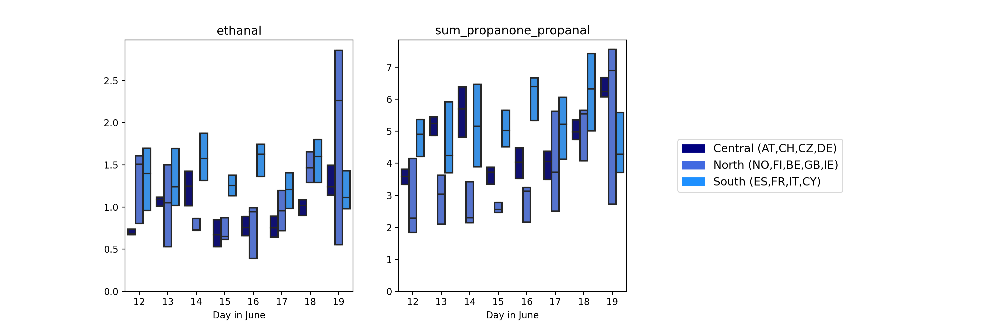 ethanal
2.5
2.0
1.5
1.0
0.5
0.0
12 13 14 15 16 17 18 19
Day in June
sum_propanone_propanal
7
6
5
4
3
2
1
0
12 13 14 15 16 17 18 19
Day in June
Central (AT,CH,CZ,DE)
North (NO,FI,BE,GB,IE)
South (ES,FR,IT,CY)